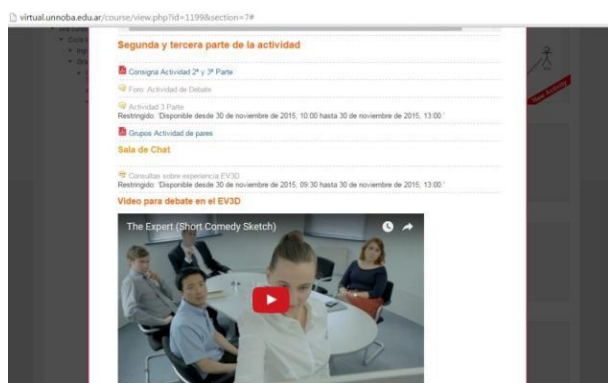 virtual.unnoba.edu.ar/course/view.php?id=1199&section=7#
Segunda y tercera parte de la actividad
Consigna Actividad 2ª y 3ª Parte
Foro: Actividad de Debate
Actividad 3 Parte
Restringido: 'Disponible desde 30 de noviembre de 2015, 10:00 hasta 30 de noviembre de 2015, 13:00.'
New Activity
Grupos Actividad de pares
Sala de Chat
Consultas sobre experiencia EV3D
Restringido: 'Disponible desde 30 de noviembre de 2015, 09:30 hasta 30 de noviembre de 2015, 13:00.'
Video para debate en el EV3D
The Expert (Short Comedy Sketch)